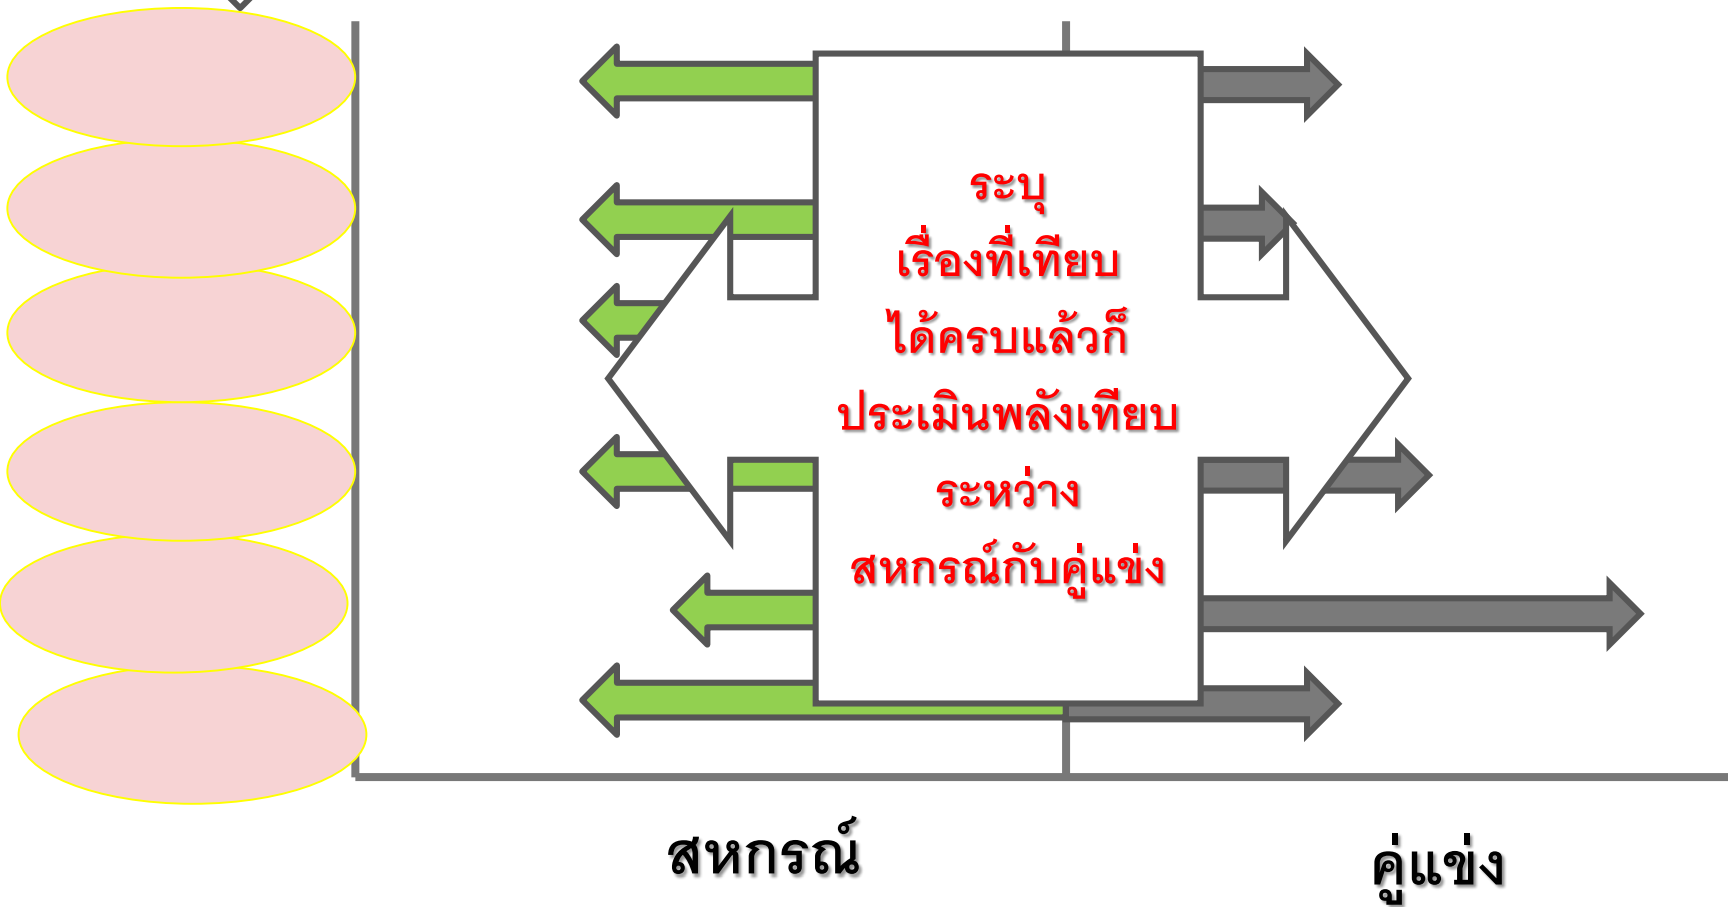 ระบุ
เรื่องที่เทียบ
ได้ครบแล้วก็
ประเมินพลังเทียบ
ระหว่าง
สหกรณ์กับคู่แข่ง
สหกรณ์
คู่แข่ง